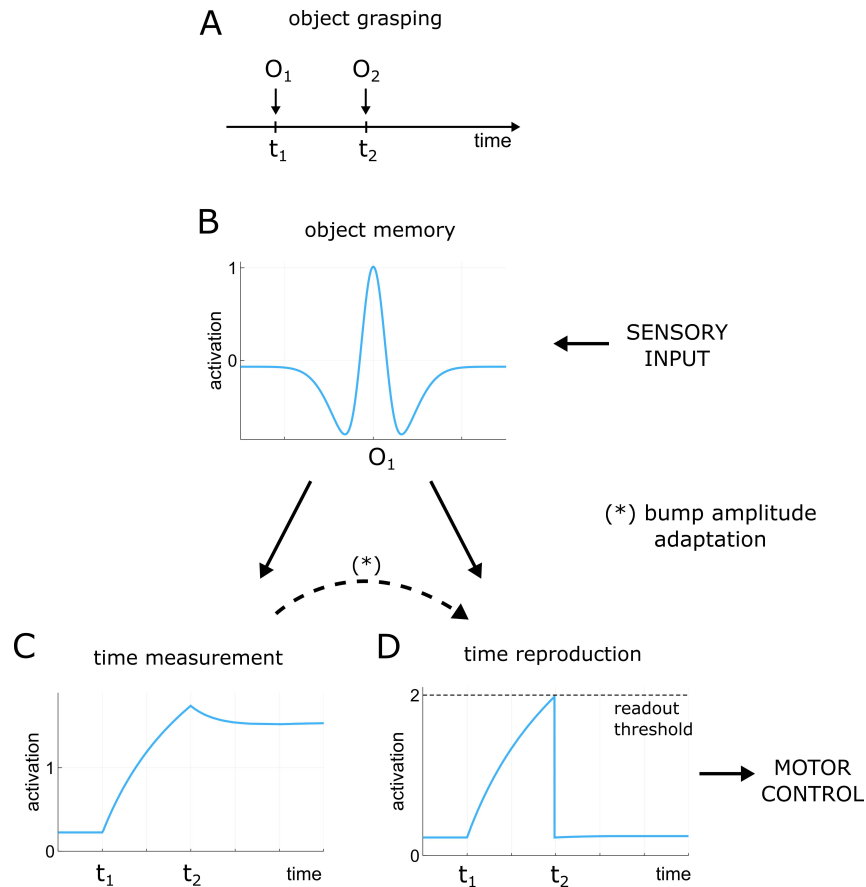 A
object grasping
O1 O2
t1 t2 time
B
object memory
1
0
activation
O1
SENSORY
INPUT
(*) bump amplitude
adaptation
(*)
C
time measurement
1
0
activation
t1 t2 time
D
time reproduction
2
1
0
activation
readout
threshold
t1 t2 time
MOTOR
CONTROL